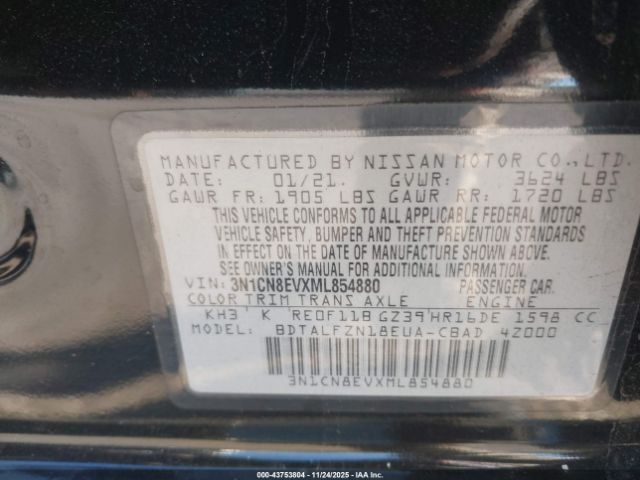 MANUFACTURED BY NISSAN MOTOR CO., LTD.
DATE: 01/21. GVWR: 3624 LBS
GAWR FR: 1905 LBS GAWR RR: 1720 LBS
THIS VEHICLE CONFORMS TO ALL APPLICABLE FEDERAL MOTOR
VEHICLE SAFETY, BUMPER AND THEFT PREVENTION STANDARDS
IN EFFECT ON THE DATE OF MANUFACTURE SHOWN ABOVE.
SEE OWNER'S MANUAL FOR ADDITIONAL INFORMATION.
VIN: 3N1CN8EVXML854880 PASSENGER CAR.
COLOR TRIM TRANS AXLE ENGINE
KH3 K RE0F11B GZ39 HR16DE 1598 CC
MODEL: BDTALFZN18EUA-CBAD 42000
3N1CN8EVXML854880
000-43753804 - 11/24/2025 - IAAI.com